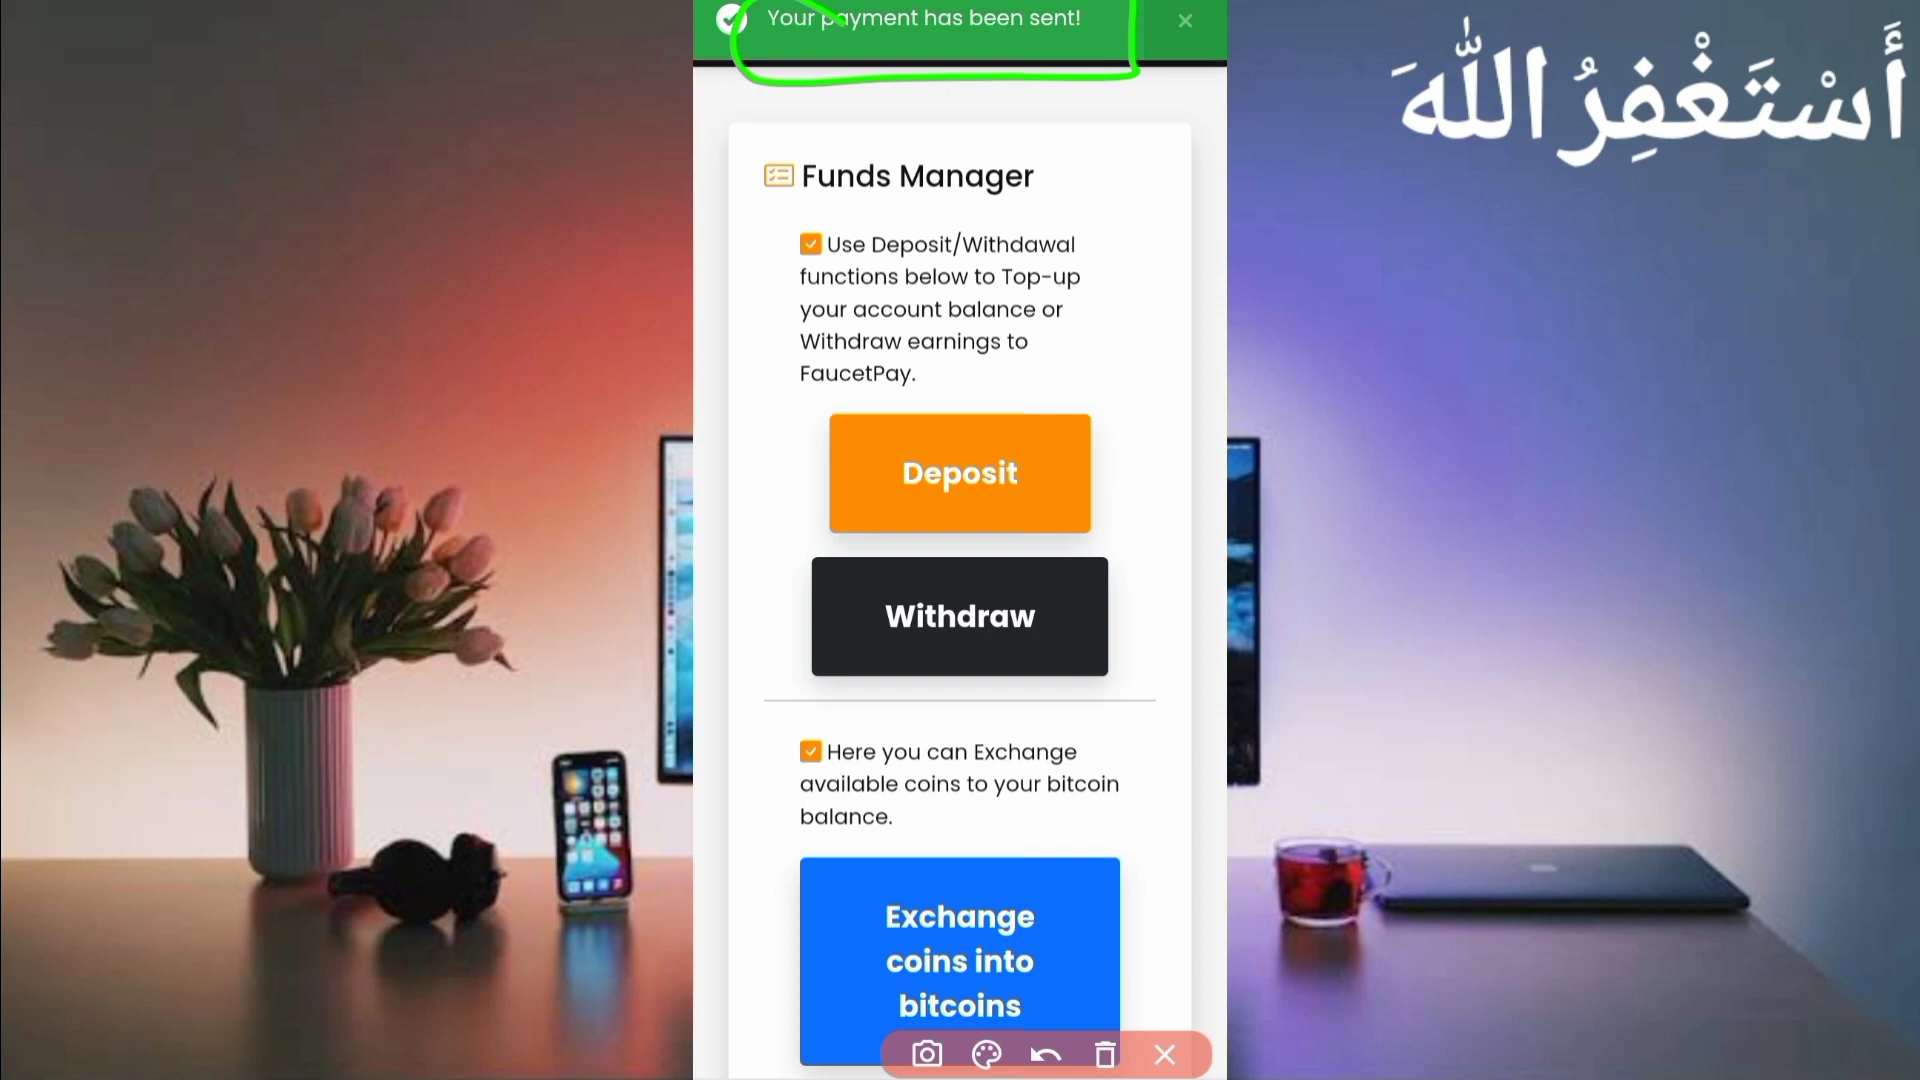 Your payment has been sent!
أَسْتَغْفِرُ اللّٰهَ
Funds Manager
Use Deposit/Withdawal
functions below to Top-up
your account balance or
Withdraw earnings to
FaucetPay.
Deposit
Withdraw
Here you can Exchange
available coins to your bitcoin
balance.
Exchange
coins into
bitcoins